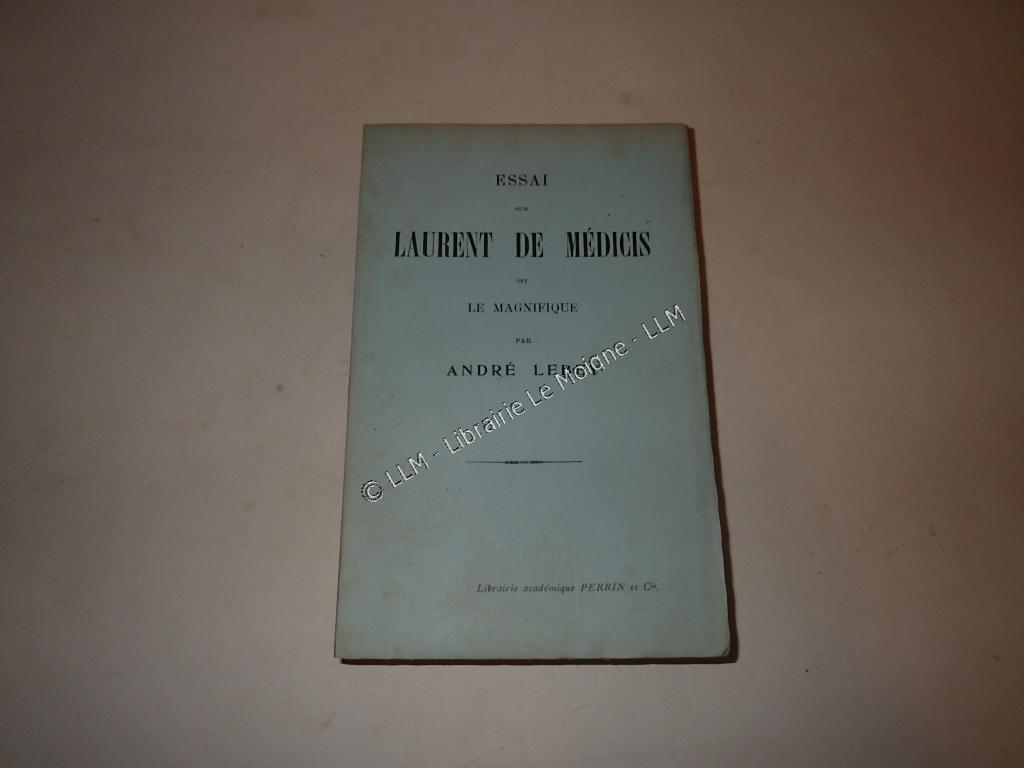 ESSAI
SUR
LAURENT DE MÉDICIS
DIT
LE MAGNIFIQUE
PAR
ANDRÉ
© LLM - Librairie Le Moigne - LLM
Librairie académique PERRIN et Cie.